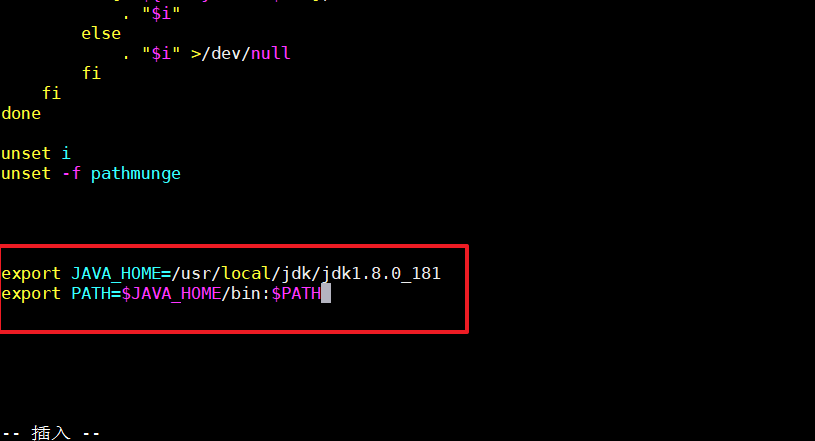 . "$i"
else
. "$i" >/dev/null
fi
fi
done
unset i
unset -f pathmunge
export JAVA_HOME=/usr/local/jdk/jdk1.8.0_181
export PATH=$JAVA_HOME/bin:$PATH
-- 插入 --